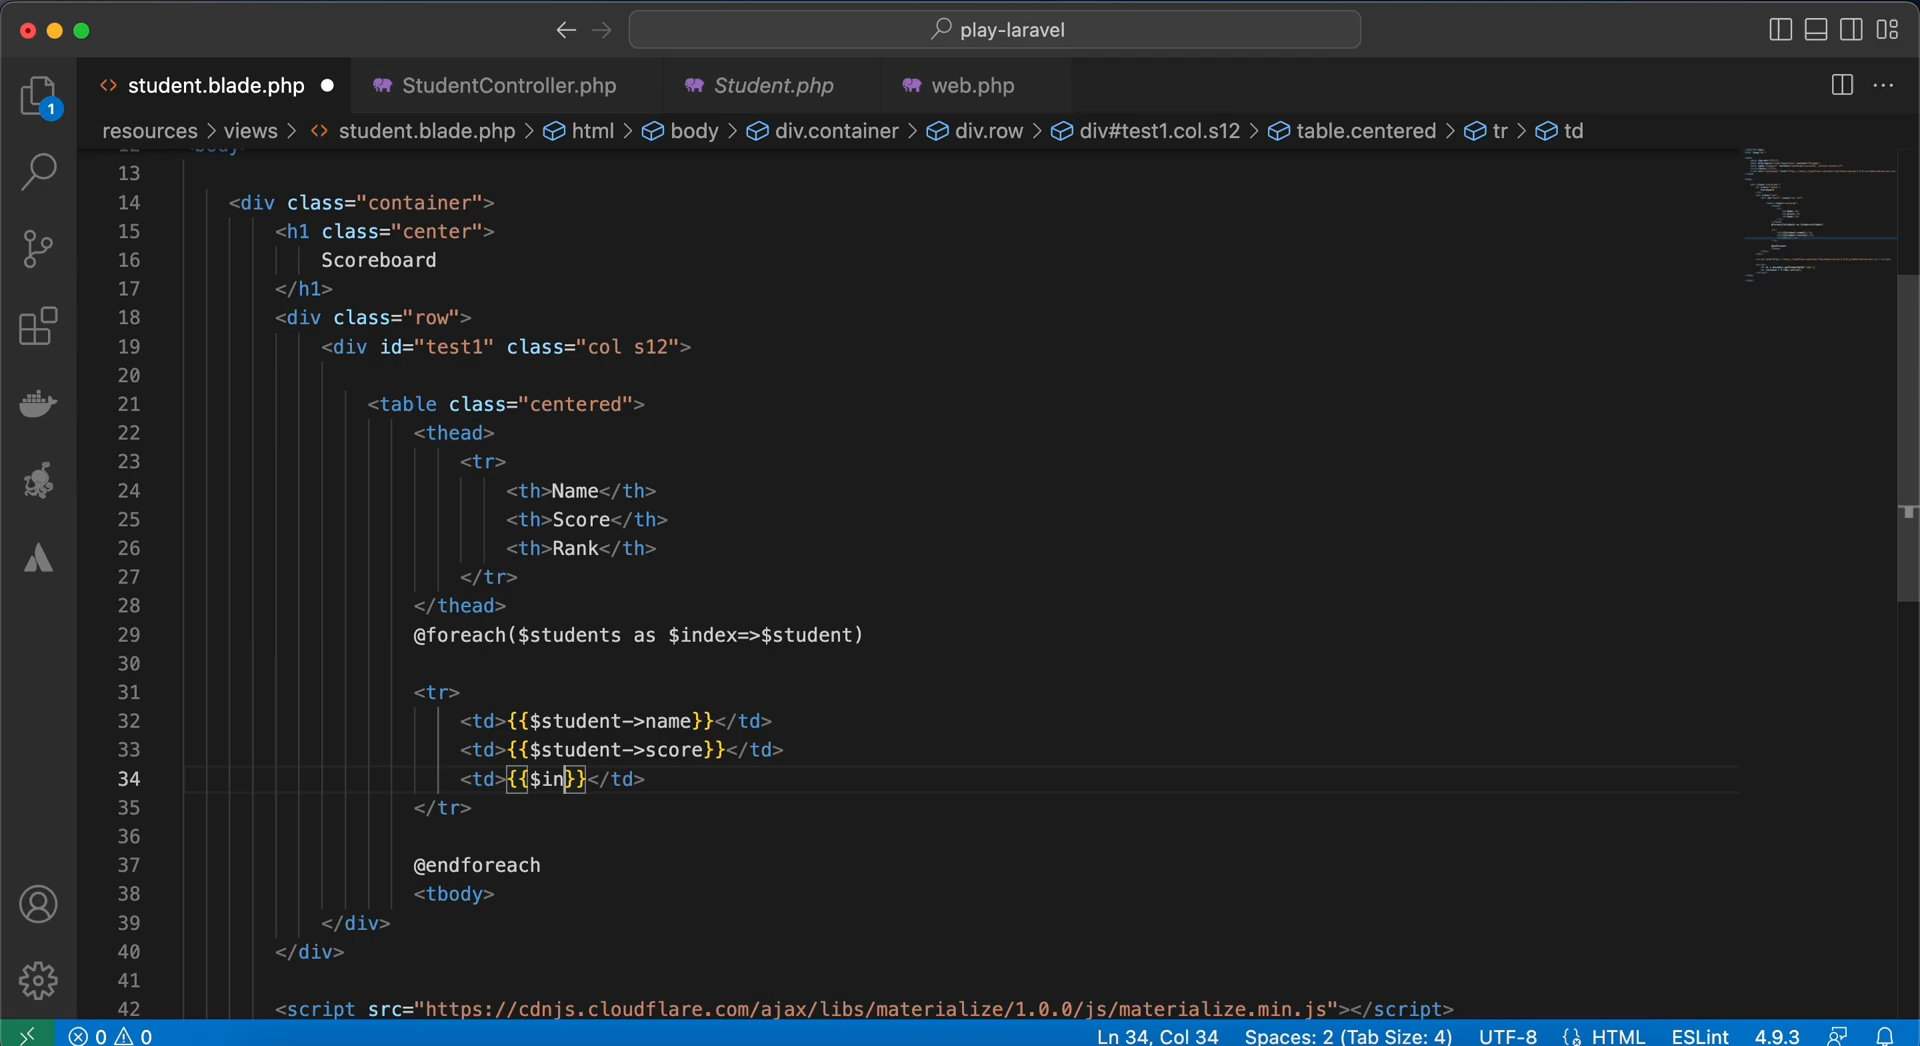 play-laravel
student.blade.php StudentController.php Student.php web.php
1
resources > views > student.blade.php > html > body > div.container > div.row > div#test1.col.s12 > table.centered > tr > td
13
14 <div class="container">
15 <h1 class="center">
16 Scoreboard
17 </h1>
18 <div class="row">
19 <div id="test1" class="col s12">
20
21 <table class="centered">
22 <thead>
23 <tr>
24 <th>Name</th>
25 <th>Score</th>
26 <th>Rank</th>
27 </tr>
28 </thead>
29 @foreach($students as $index=>$student)
30
31 <tr>
32 <td>{{$student->name}}</td>
33 <td>{{$student->score}}</td>
34 <td>{{$in}}</td>
35 </tr>
36
37 @endforeach
38 <tbody>
39 </div>
40 </div>
41
42 <script src="https://cdnjs.cloudflare.com/ajax/libs/materialize/1.0.0/js/materialize.min.js"></script>
0 0 Ln 34, Col 34 Spaces: 2 (Tab Size: 4) UTF-8 HTML ESLint 4.9.3